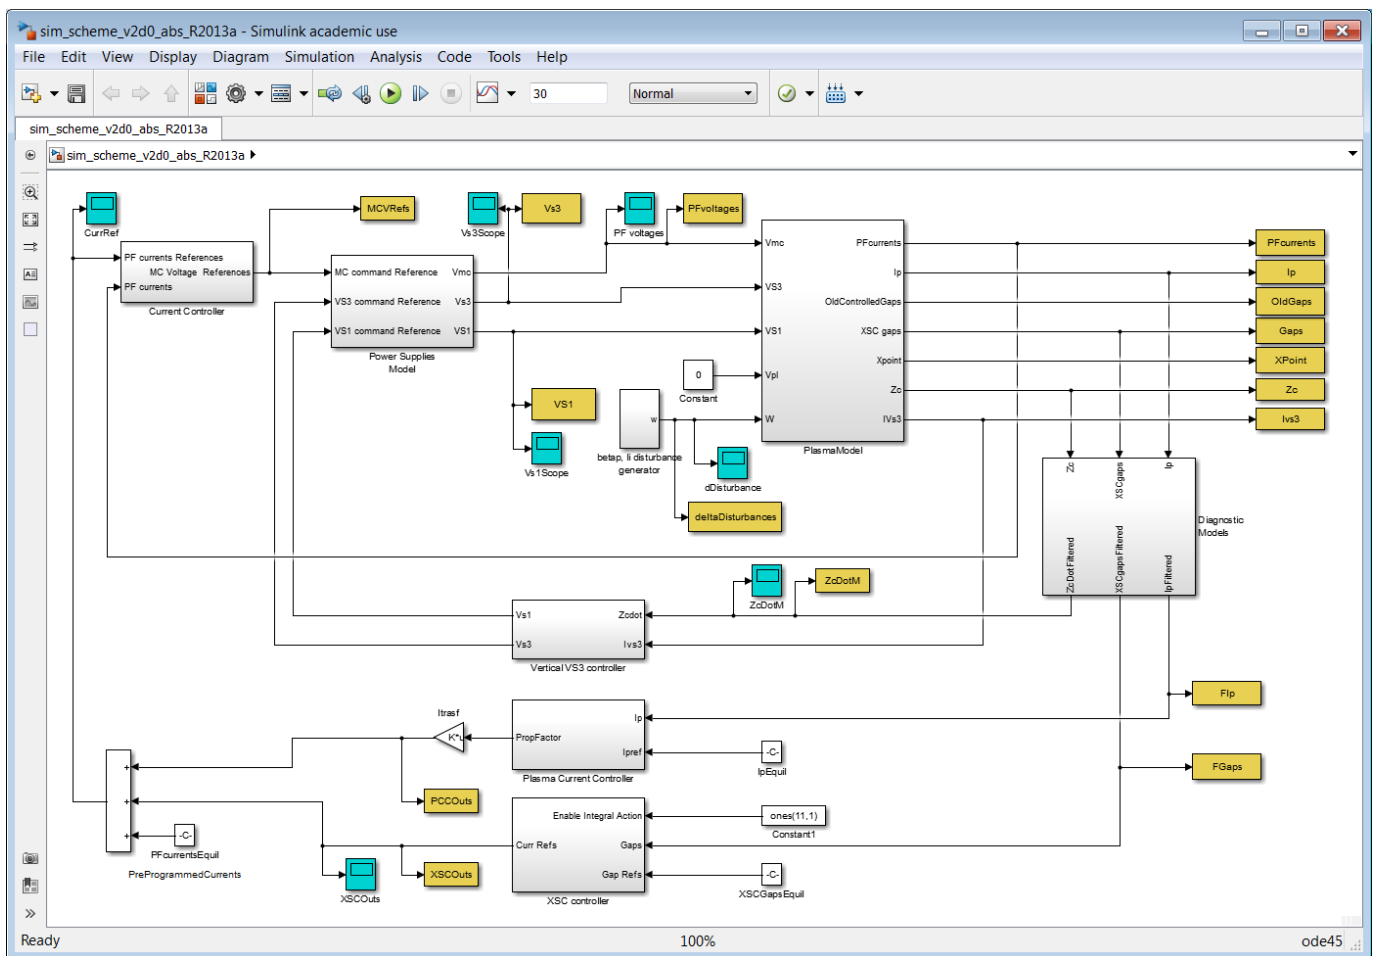 sim_scheme_v2d0_abs_R2013a - Simulink academic use
File Edit View Display Diagram Simulation Analysis Code Tools Help
30
Normal
sim_scheme_v2d0_abs_R2013a
sim_scheme_v2d0_abs_R2013a
CurrRef
PF currents References
MC Voltage References
PF currents
Current Controller
MCVRefs
Vs3Scope
Vs3
MC command Reference
Vmc
VS3 command Reference
Vs3
VS1 command Reference
VS1
Power Supplies
Model
PF voltages
PFvoltages
VS1
Vs1Scope
0
Constant
w
betap, li disturbance
generator
dDisturbance
deltaDisturbances
Vmc
PFcurrents
Ip
VS3
OldControlledGaps
VS1
XSC gaps
Xpoint
Vpl
Zc
W
IVs3
PlasmaModel
PFcurrents
Ip
OldGaps
Gaps
XPoint
Zc
Ivs3
Zc
XSCgaps
Ip
ZcDotFiltered
XSCgapsFiltered
IpFiltered
Diagnostic
Models
ZcDotM
ZcDotM
Vs1
Zcdot
Vs3
Ivs3
Vertical VS3 controller
FIp
FGaps
Itrasf
K*u
PropFactor
Ip
Ipref
Plasma Current Controller
-C-
IpEquil
PCCOuts
+
+
+
-C-
PFcurrentsEquil
PreProgrammedCurrents
XSCOuts
XSCOuts
Enable Integral Action
Curr Refs
Gaps
Gap Refs
XSC controller
ones(11,1)
Constant1
-C-
XSCGapsEquil
Ready
100%
ode45